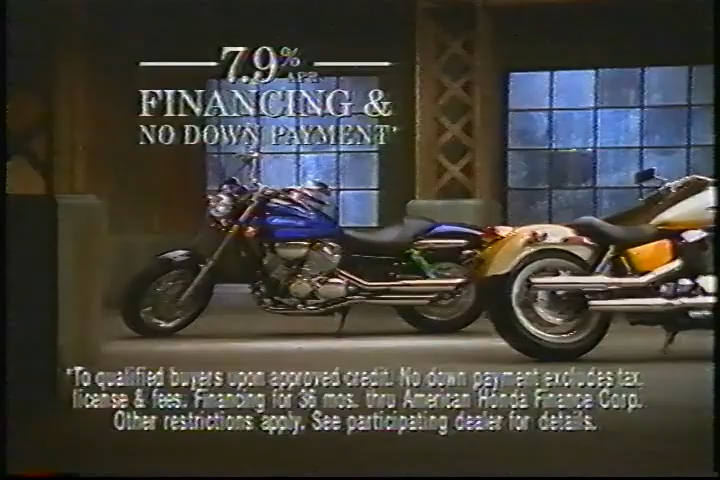 7.9% APR
FINANCING &
NO DOWN PAYMENT*
*To qualified buyers upon approved credit. No down payment excludes tax,
license & fees. Financing for 36 mos. thru American Honda Finance Corp.
Other restrictions apply. See participating dealer for details.